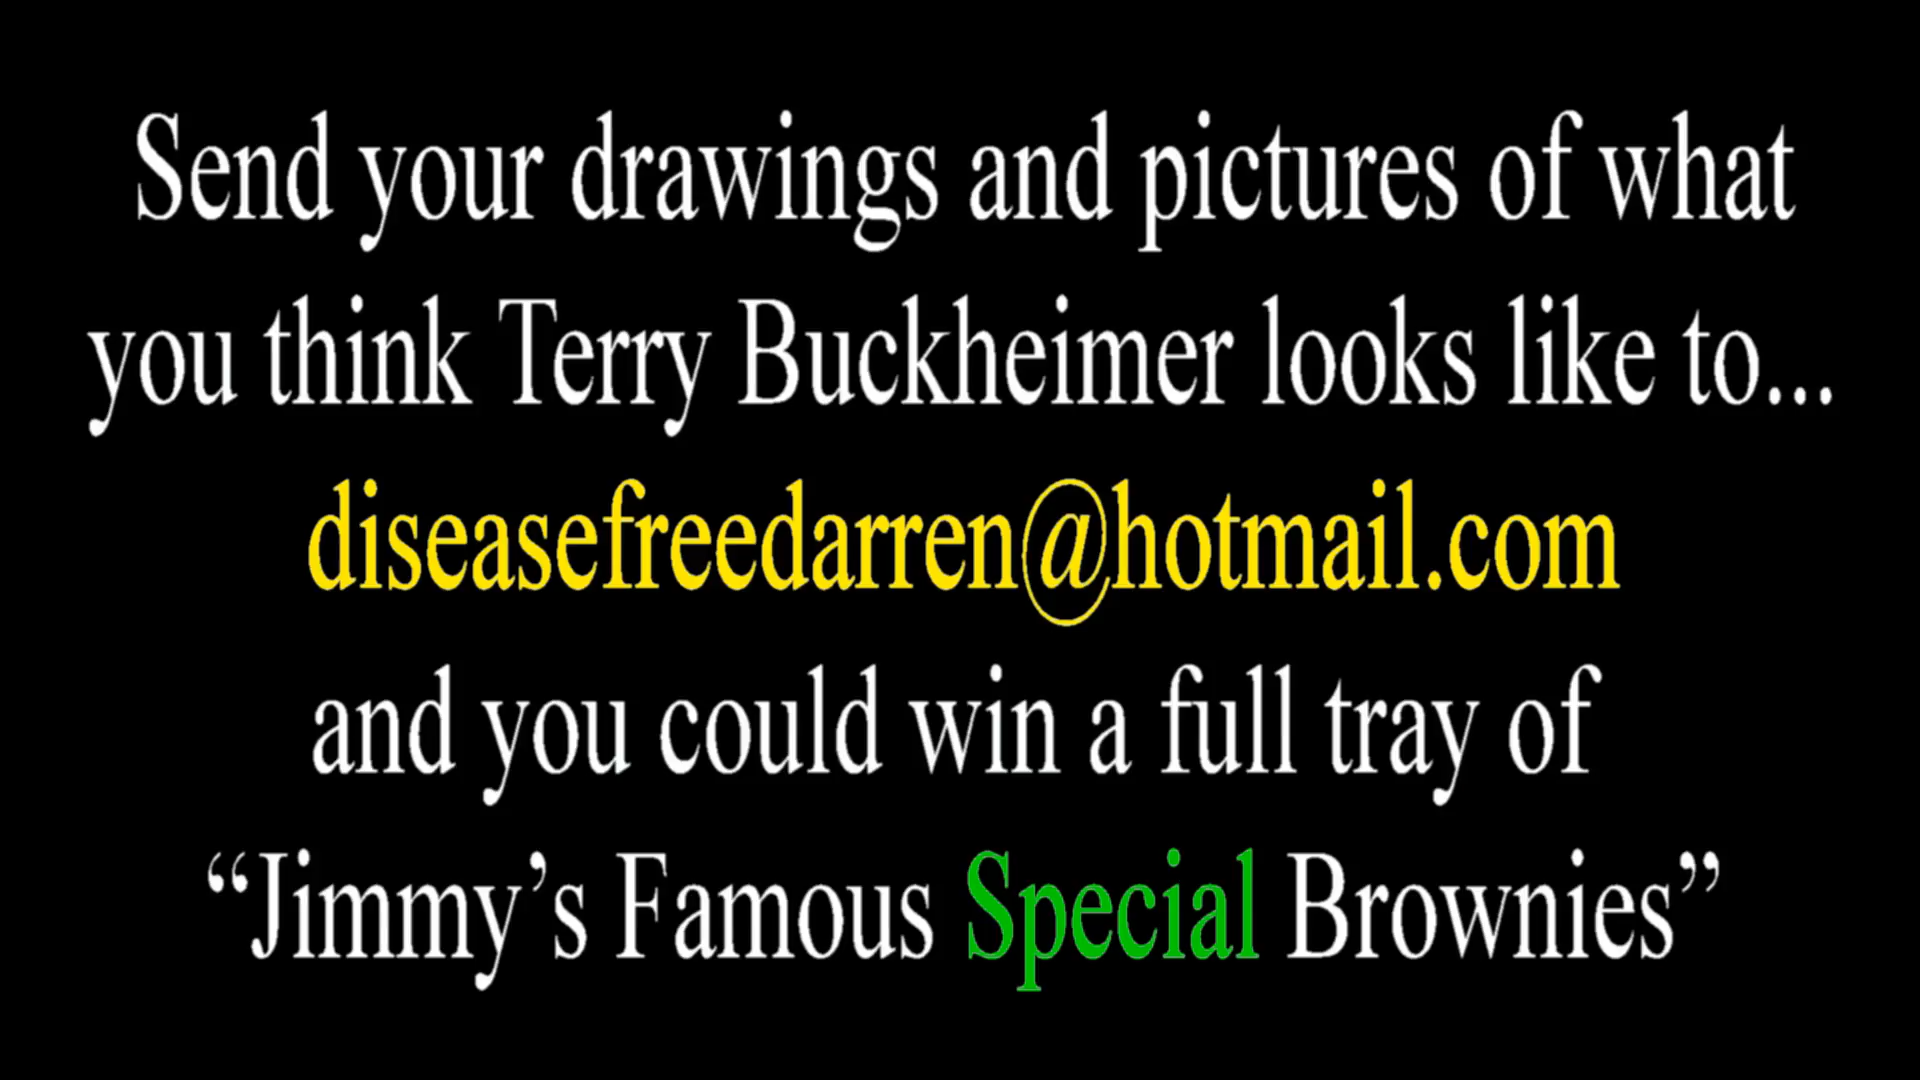 Send your drawings and pictures of what
you think Terry Buckheimer looks like to...
diseasefreedarren@hotmail.com
and you could win a full tray of
“Jimmy’s Famous Special Brownies”